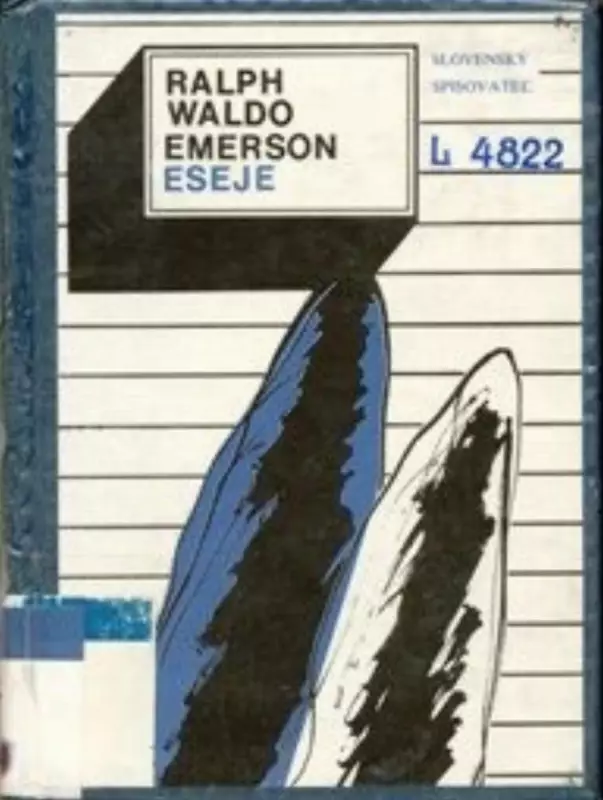 RALPH
WALDO
EMERSON
ESEJE
SLOVENSKÝ
SPISOVATEĽ
L 4822